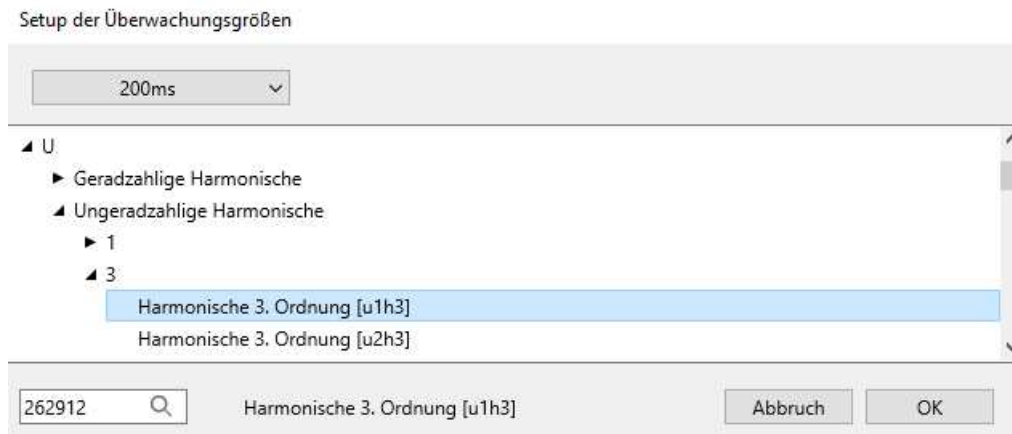 Setup der Überwachungsgrößen
200ms
U
Geradzahlige Harmonische
Ungeradzahlige Harmonische
1
3
Harmonische 3. Ordnung [u1h3]
Harmonische 3. Ordnung [u2h3]
262912 Harmonische 3. Ordnung [u1h3] Abbruch OK